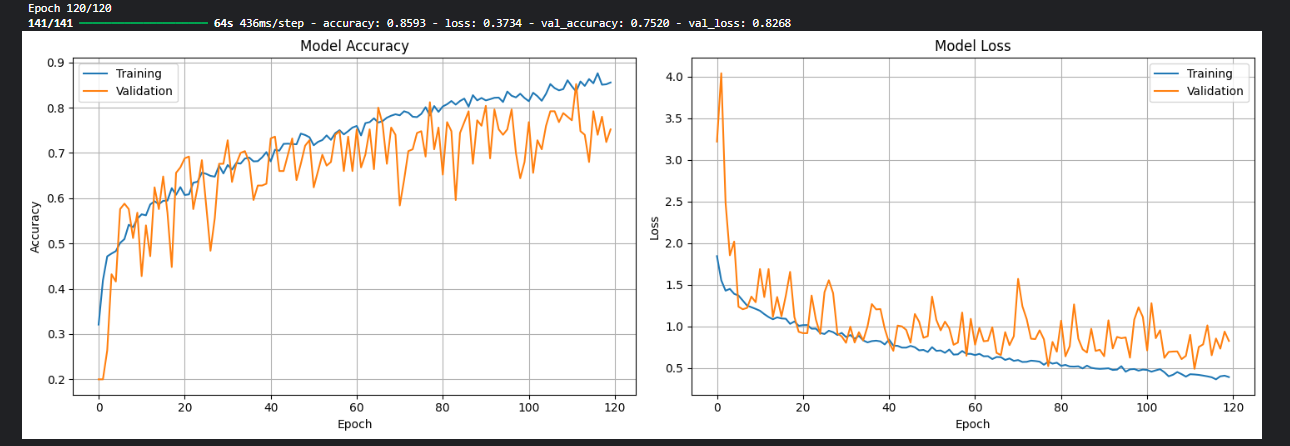 Epoch 120/120
141/141 ━━━━━━━━━━━━━━━━━━━━ 64s 436ms/step - accuracy: 0.8593 - loss: 0.3734 - val_accuracy: 0.7520 - val_loss: 0.8268
Model Accuracy
Training
Validation
Accuracy
0.9
0.8
0.7
0.6
0.5
0.4
0.3
0.2
0 20 40 60 80 100 120
Epoch
Model Loss
Training
Validation
Loss
4.0
3.5
3.0
2.5
2.0
1.5
1.0
0.5
0 20 40 60 80 100 120
Epoch